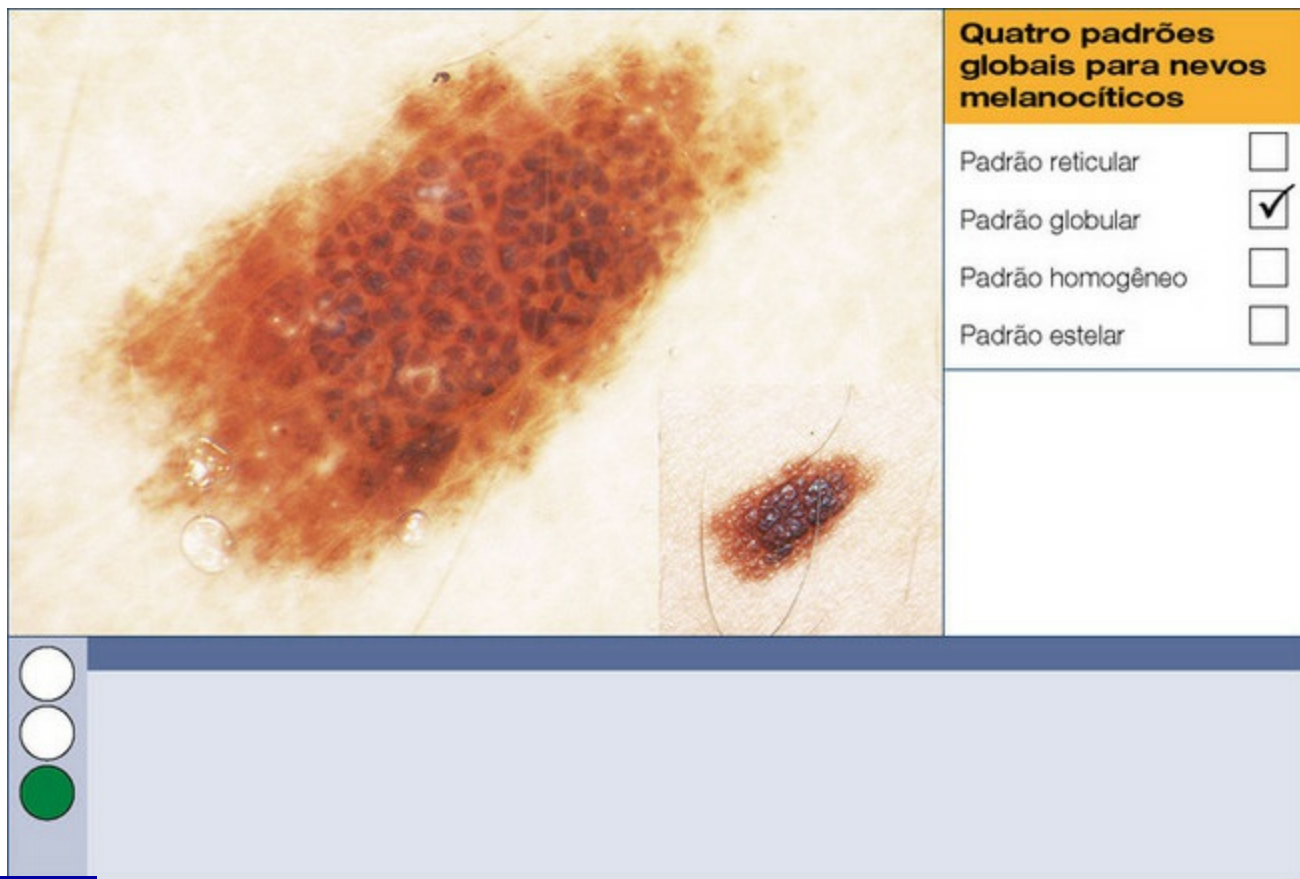 Quatro padrões
globais para nevos
melanocíticos
Padrão reticular
Padrão globular
Padrão homogêneo
Padrão estelar